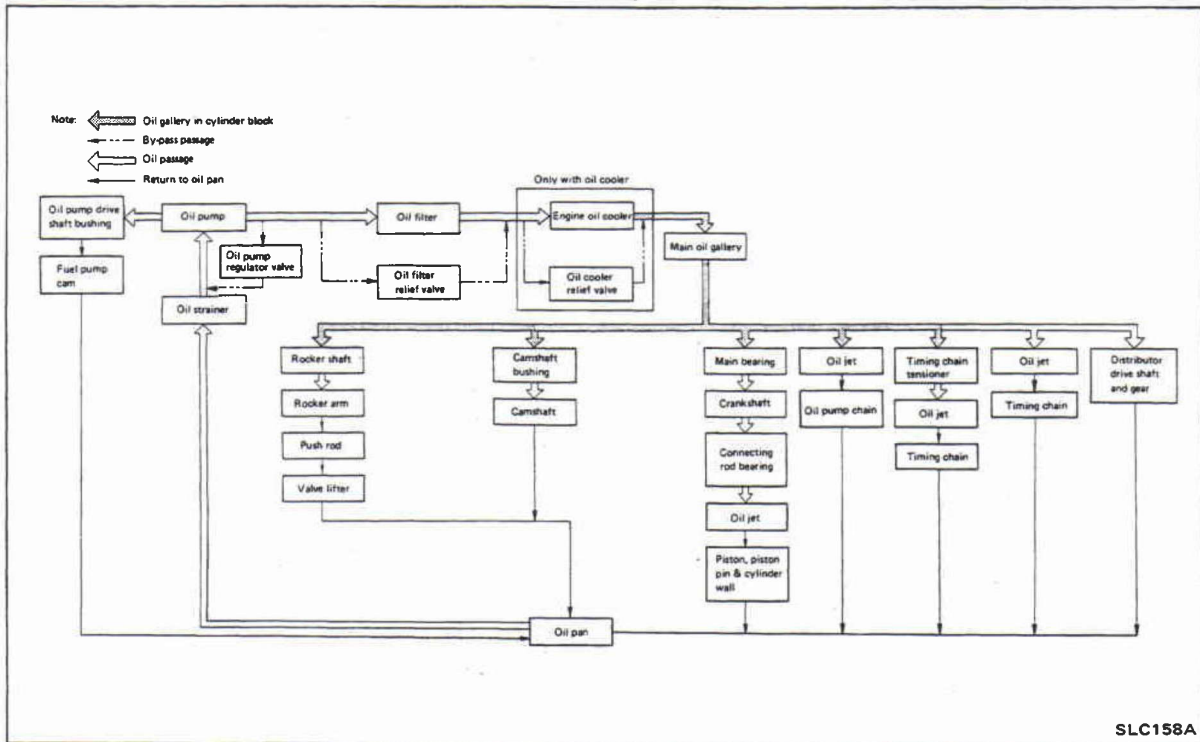 Note:
Oil gallery in cylinder block
By-pass passage
Oil passage
Return to oil pan
Only with oil cooler
Oil pump drive
shaft bushing
Oil pump
Oil filter
Engine oil cooler
Main oil gallery
Oil pump
regulator valve
Fuel pump
cam
Oil filter
relief valve
Oil cooler
relief valve
Oil strainer
Rocker shaft
Rocker arm
Push rod
Valve lifter
Camshaft
bushing
Camshaft
Main bearing
Crankshaft
Connecting
rod bearing
Oil jet
Piston, piston
pin & cylinder
wall
Oil jet
Oil pump chain
Timing chain
tensioner
Oil jet
Timing chain
Oil jet
Timing chain
Distributor
drive shaft
and gear
Oil pan
SLC158A